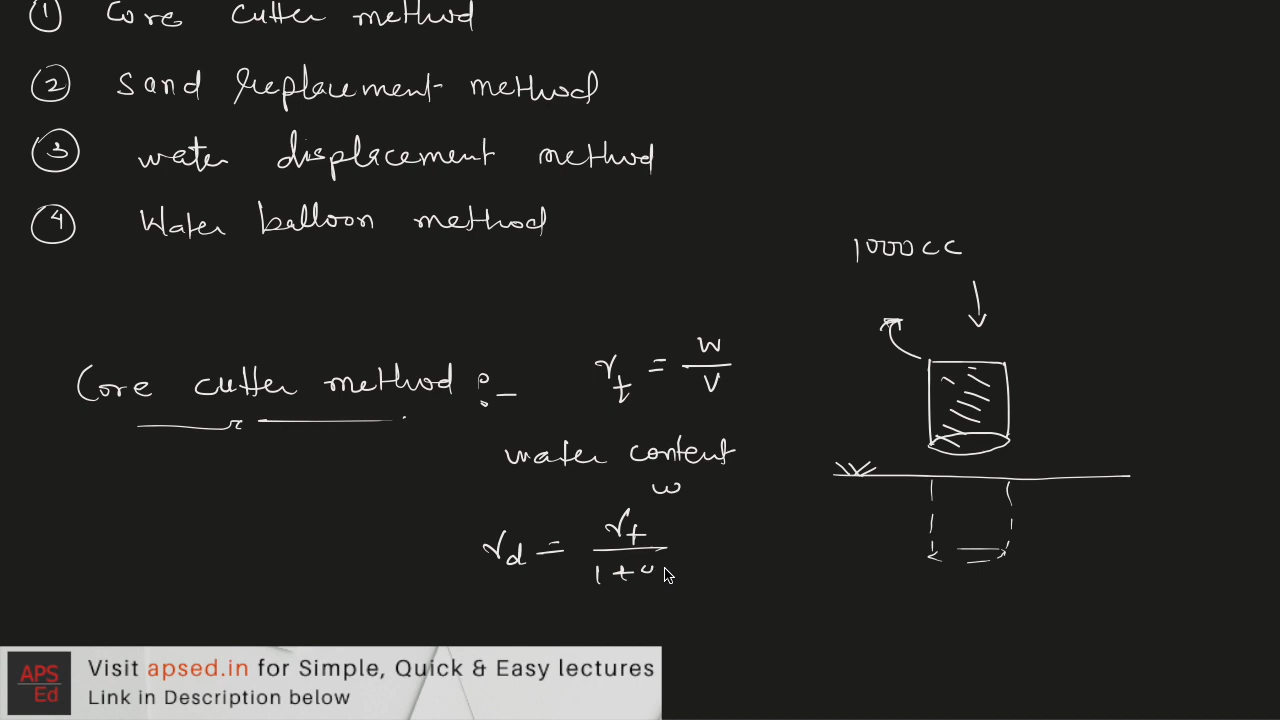 ① Core cutter method
② Sand replacement method
③ water displacement method
④ Water balloon method
1000 cc
Core cutter method :-
γt = W/V
water content
w
γd = γt/1+w
APS Ed
Visit apsed.in for Simple, Quick & Easy lectures
Link in Description below